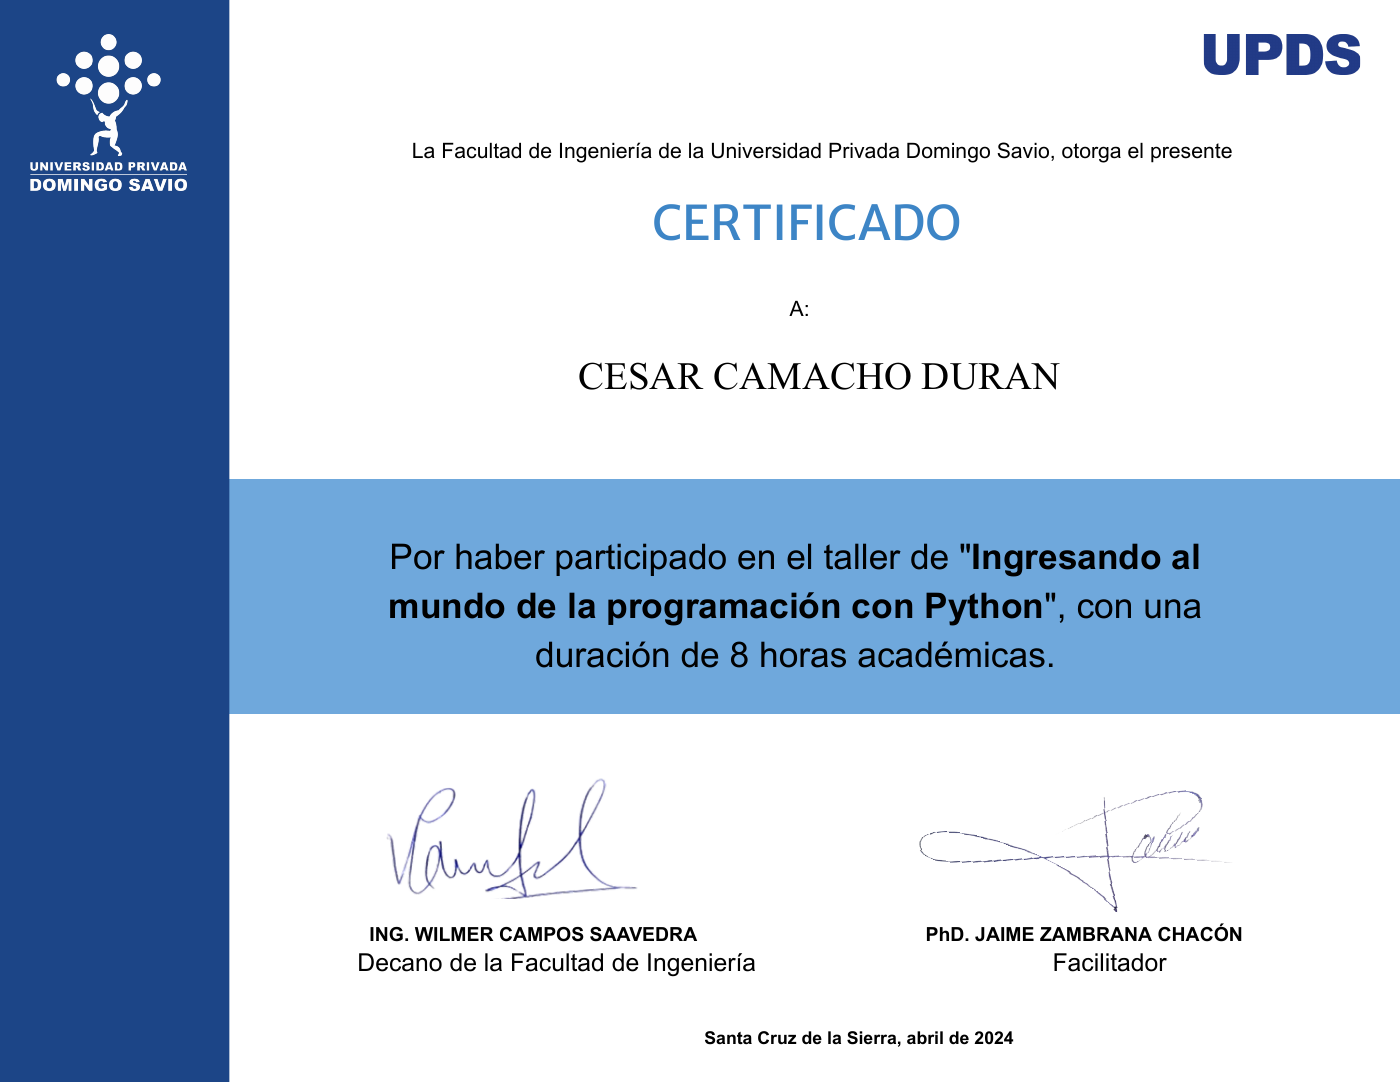 UNIVERSIDAD PRIVADA
DOMINGO SAVIO
UPDS
La Facultad de Ingeniería de la Universidad Privada Domingo Savio, otorga el presente
CERTIFICADO
A:
CESAR CAMACHO DURAN
Por haber participado en el taller de "Ingresando al
mundo de la programación con Python", con una
duración de 8 horas académicas.
ING. WILMER CAMPOS SAAVEDRA
Decano de la Facultad de Ingeniería
PhD. JAIME ZAMBRANA CHACÓN
Facilitador
Santa Cruz de la Sierra, abril de 2024